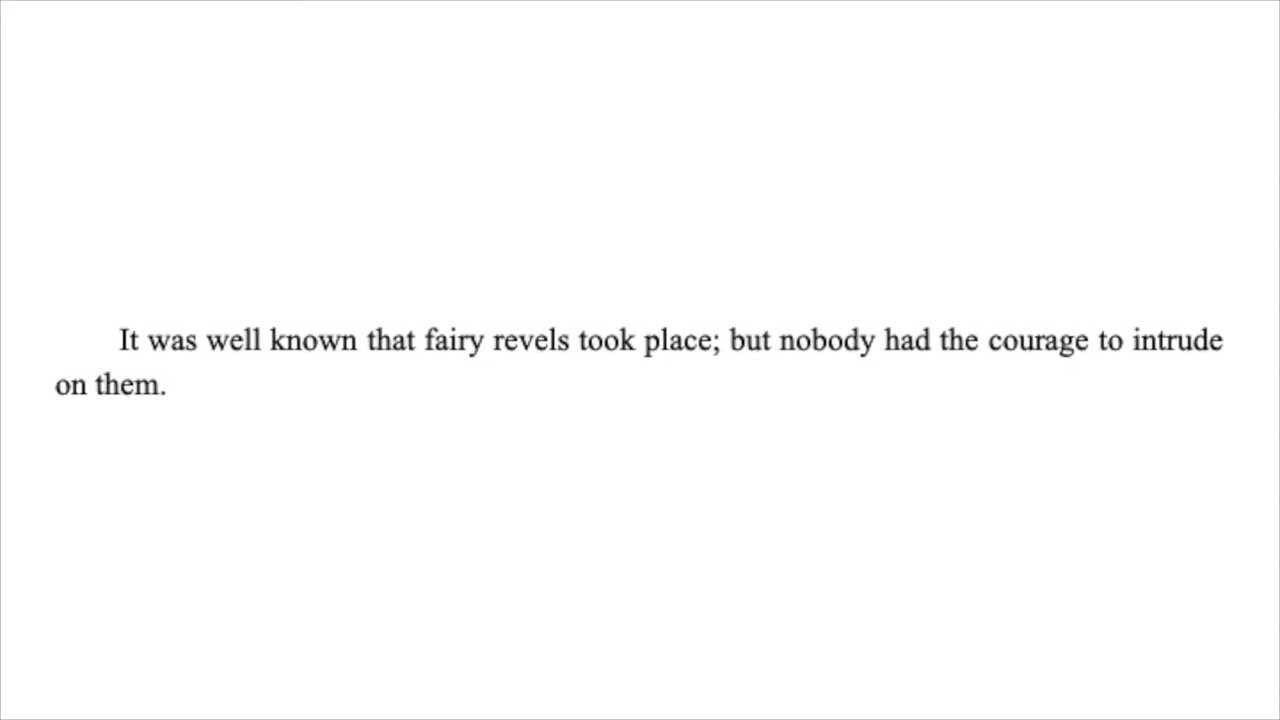 It was well known that fairy revels took place; but nobody had the courage to intrude
on them.